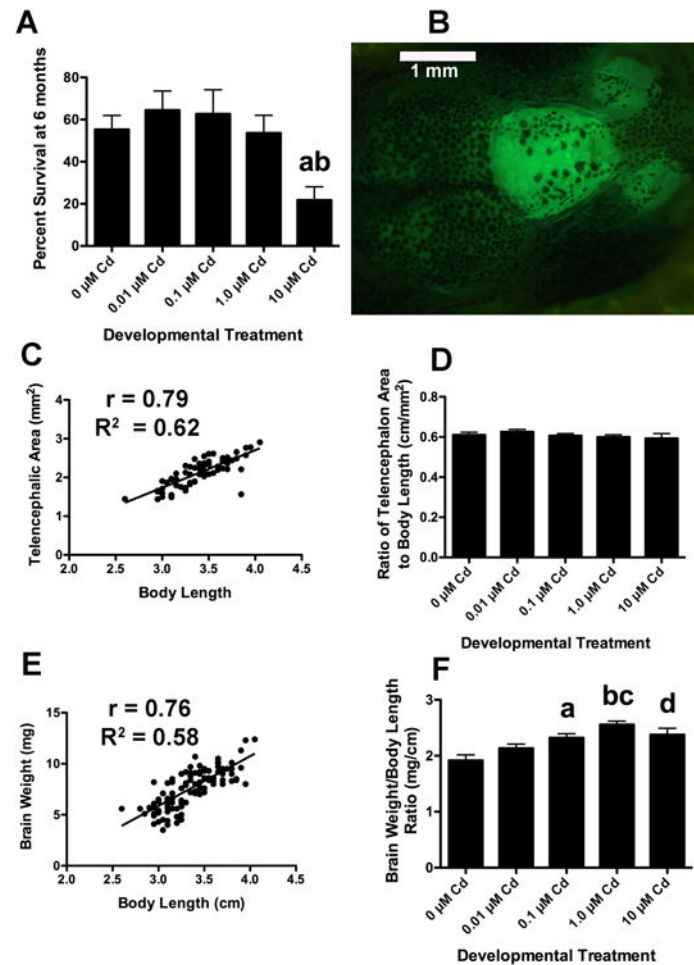 A
Percent Survival at 6 months
80
60
40
20
0
ab
0 µM Cd
0.01 µM Cd
0.1 µM Cd
1.0 µM Cd
10 µM Cd
Developmental Treatment
B
1 mm
C
r = 0.79
R² = 0.62
Telencephalic Area (mm²)
4
3
2
1
0
2.0 2.5 3.0 3.5 4.0 4.5
Body Length
D
Ratio of Telencephalon Area
to Body Length (cm/mm²)
0.8
0.6
0.4
0.2
0.0
0 µM Cd
0.01 µM Cd
0.1 µM Cd
1.0 µM Cd
10 µM Cd
Developmental Treatment
E
r = 0.76
R² = 0.58
Brain Weight (mg)
15
10
5
0
2.0 2.5 3.0 3.5 4.0 4.5
Body Length (cm)
F
Brain Weight/Body Length
Ratio (mg/cm)
3
2
1
0
a
bc
d
0 µM Cd
0.01 µM Cd
0.1 µM Cd
1.0 µM Cd
10 µM Cd
Developmental Treatment